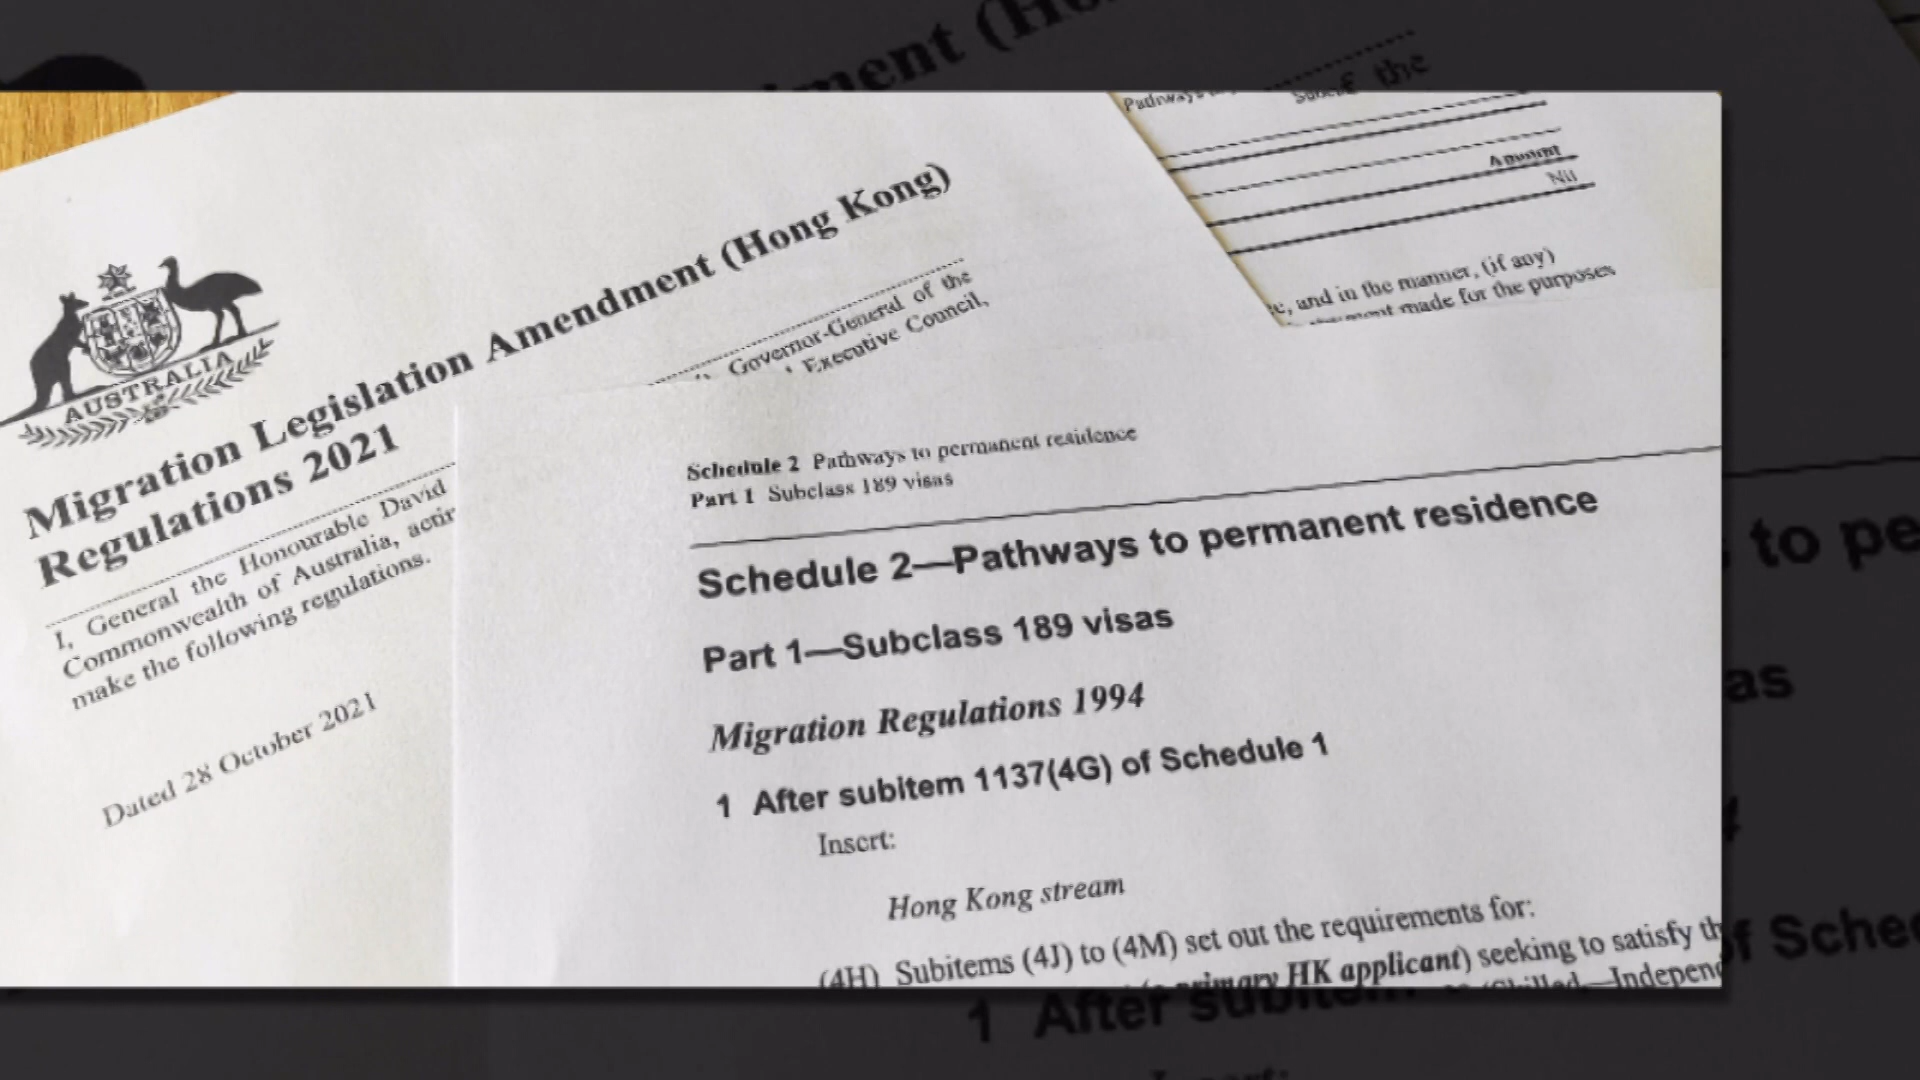 Amendment (Hong Kong)
AUSTRALIA
Migration Legislation Amendment (Hong Kong)
Regulations 2021
I, General the Honourable David
Commonwealth of Australia,
make the following regulations.
Governor-General of the
Executive Council,
Dated 28 October 2021
of the
Pathways
Amount
Nil
and in the manner, (if any)
made for the purposes
Schedule 2 Pathways to permanent residence
Part 1 Subclass 189 visas
Schedule 2—Pathways to permanent residence
Part 1—Subclass 189 visas
Migration Regulations 1994
1 After subitem 1137(4G) of Schedule 1
Insert:
Hong Kong stream
(4H) Subitems (4J) to (4M) set out the requirements for:
primary HK applicant) seeking to satisfy
to
1 After subitem